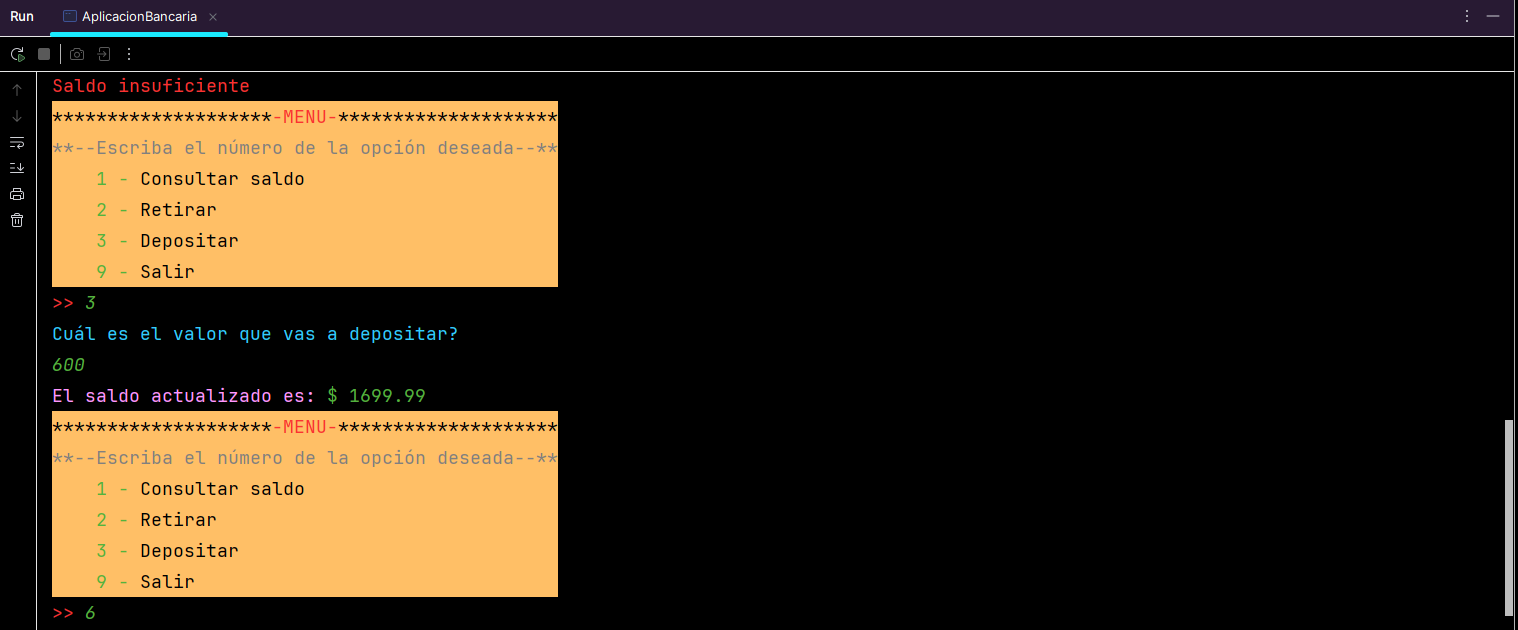 Run AplicacionBancaria
Saldo insuficiente
********************-MENU-********************
**--Escriba el número de la opción deseada--**
1 - Consultar saldo
2 - Retirar
3 - Depositar
9 - Salir
>> 3
Cuál es el valor que vas a depositar?
600
El saldo actualizado es: $ 1699.99
********************-MENU-********************
**--Escriba el número de la opción deseada--**
1 - Consultar saldo
2 - Retirar
3 - Depositar
9 - Salir
>> 6